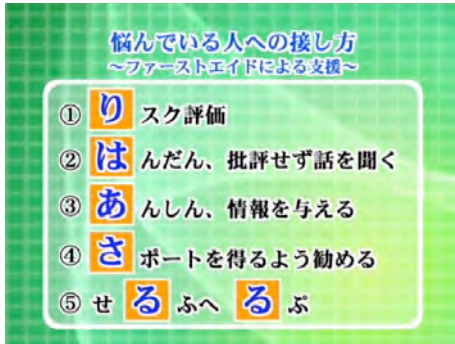 悩んでいる人への接し方
~ファーストエイドによる支援~
① りスク評価
② はんだん、批評せず話を聞く
③ あんしん、情報を与える
④ さポートを得るよう勧める
⑤ せるふへるぷ